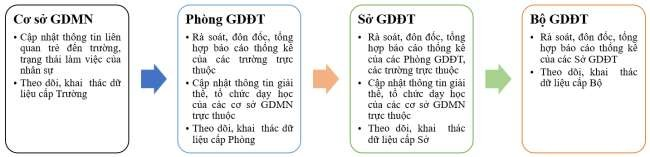 Cơ sở GDMN
• Cập nhật thông tin liên
quan trẻ đến trường,
trạng thái làm việc của
nhân sự
• Theo dõi, khai thác dữ
liệu cấp Trường
Phòng GDĐT
• Rà soát, đôn đốc, tổng
hợp báo cáo thống kê
của các trường trực
thuộc
• Cập nhật thông tin giải
thể, tổ chức dạy học
của các cơ sở GDMN
trực thuộc
• Theo dõi, khai thác dữ
liệu cấp Phòng
Sở GDĐT
• Rà soát, đôn đốc, tổng
hợp báo cáo thống kê
của các Phòng GDĐT,
các trường trực thuộc
• Cập nhật thông tin giải
thể, tổ chức dạy học
của các cơ sở GDMN
trực thuộc
• Theo dõi, khai thác dữ
liệu cấp Sở
Bộ GDĐT
• Rà soát, đôn đốc, tổng
hợp báo cáo thống kê
của các Sở GDĐT
• Theo dõi, khai thác
dữ liệu cấp Bộ